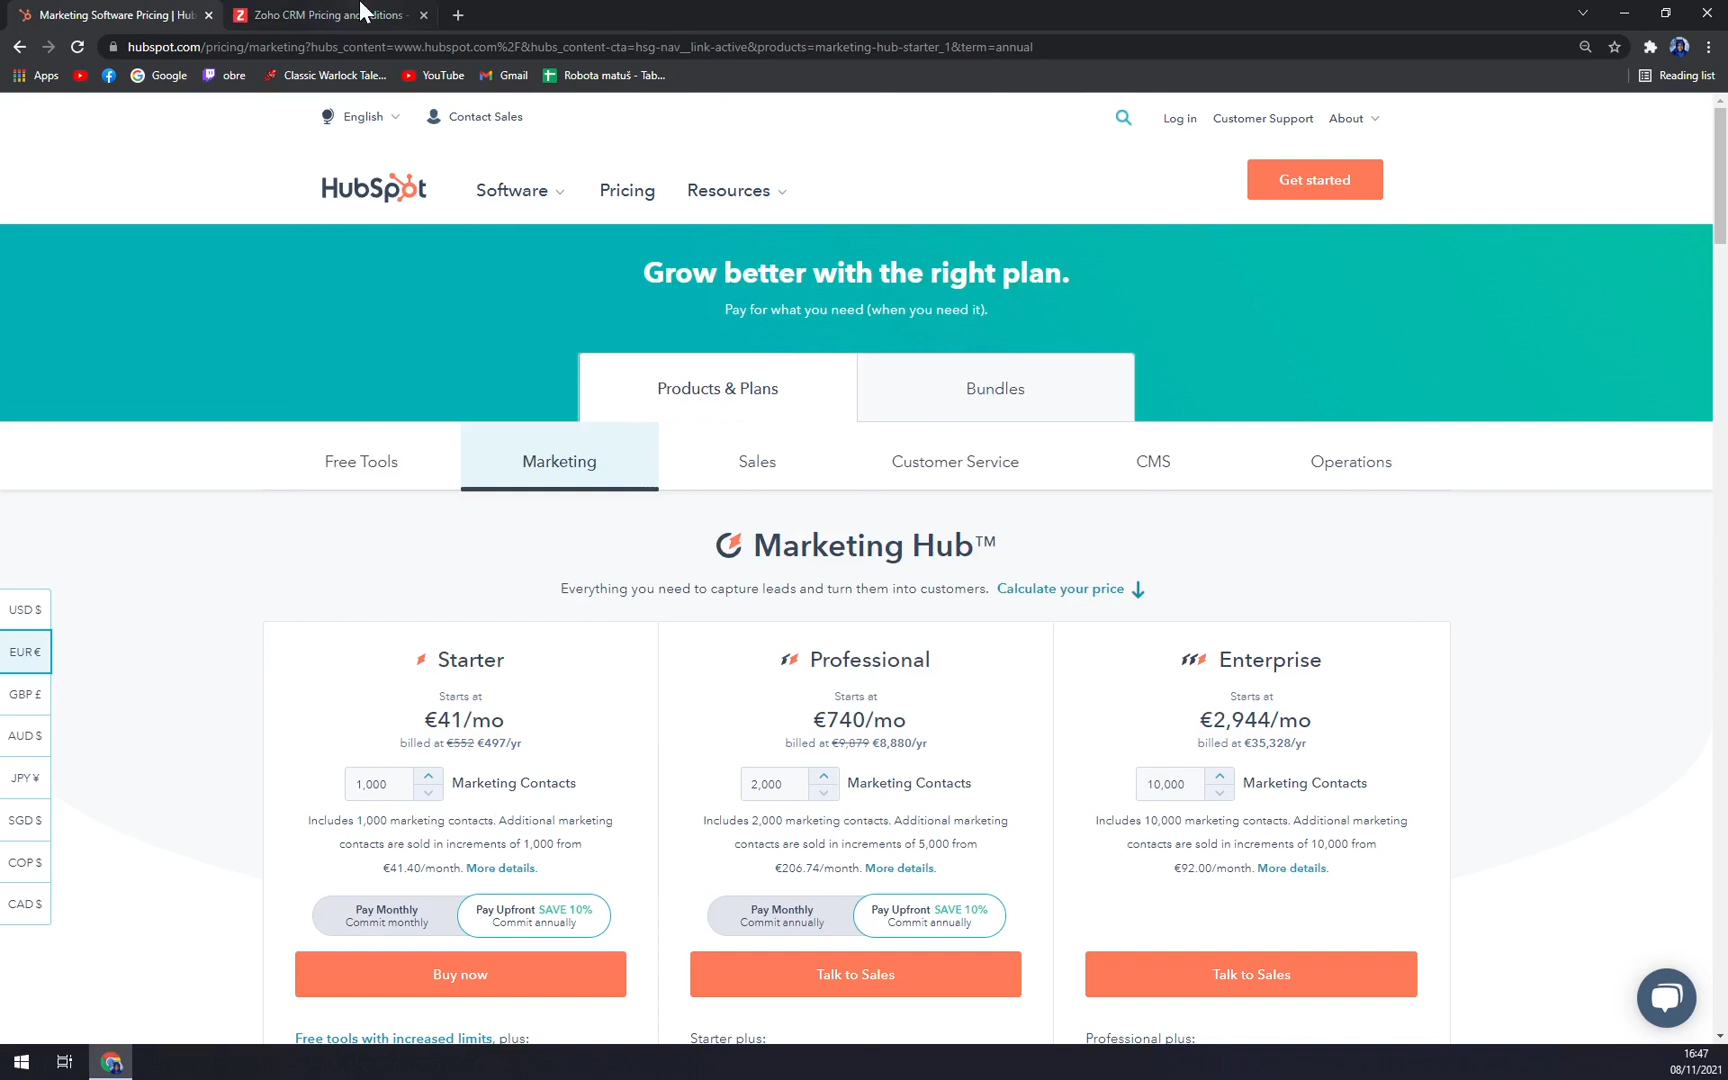 Marketing Software Pricing | Hub
Zoho CRM Pricing and Editions -
hubspot.com/pricing/marketing?hubs_content=www.hubspot.com%2F&hubs_content-cta=hsg-nav__link-active&products=marketing-hub-starter_1&term=annual
Apps
Google
obre
Classic Warlock Tale...
YouTube
Gmail
Robota matuš - Tab...
Reading list
English
Contact Sales
Log in
Customer Support
About
HubSpot
Software
Pricing
Resources
Get started
Grow better with the right plan.
Pay for what you need (when you need it).
Products & Plans
Bundles
Free Tools
Marketing
Sales
Customer Service
CMS
Operations
Marketing Hub™
Everything you need to capture leads and turn them into customers. Calculate your price
USD $
EUR €
GBP £
AUD $
JPY ¥
SGD $
COP $
CAD $
Starter
Starts at
€41/mo
billed at €552 €497/yr
1,000 Marketing Contacts
Includes 1,000 marketing contacts. Additional marketing
contacts are sold in increments of 1,000 from
€41.40/month. More details.
Pay Monthly
Commit monthly
Pay Upfront SAVE 10%
Commit annually
Buy now
Free tools with increased limits, plus:
Professional
Starts at
€740/mo
billed at €9,879 €8,880/yr
2,000 Marketing Contacts
Includes 2,000 marketing contacts. Additional marketing
contacts are sold in increments of 5,000 from
€206.74/month. More details.
Pay Monthly
Commit annually
Pay Upfront SAVE 10%
Commit annually
Talk to Sales
Starter plus:
Enterprise
Starts at
€2,944/mo
billed at €35,328/yr
10,000 Marketing Contacts
Includes 10,000 marketing contacts. Additional marketing
contacts are sold in increments of 10,000 from
€92.00/month. More details.
Talk to Sales
Professional plus:
16:47
08/11/2021